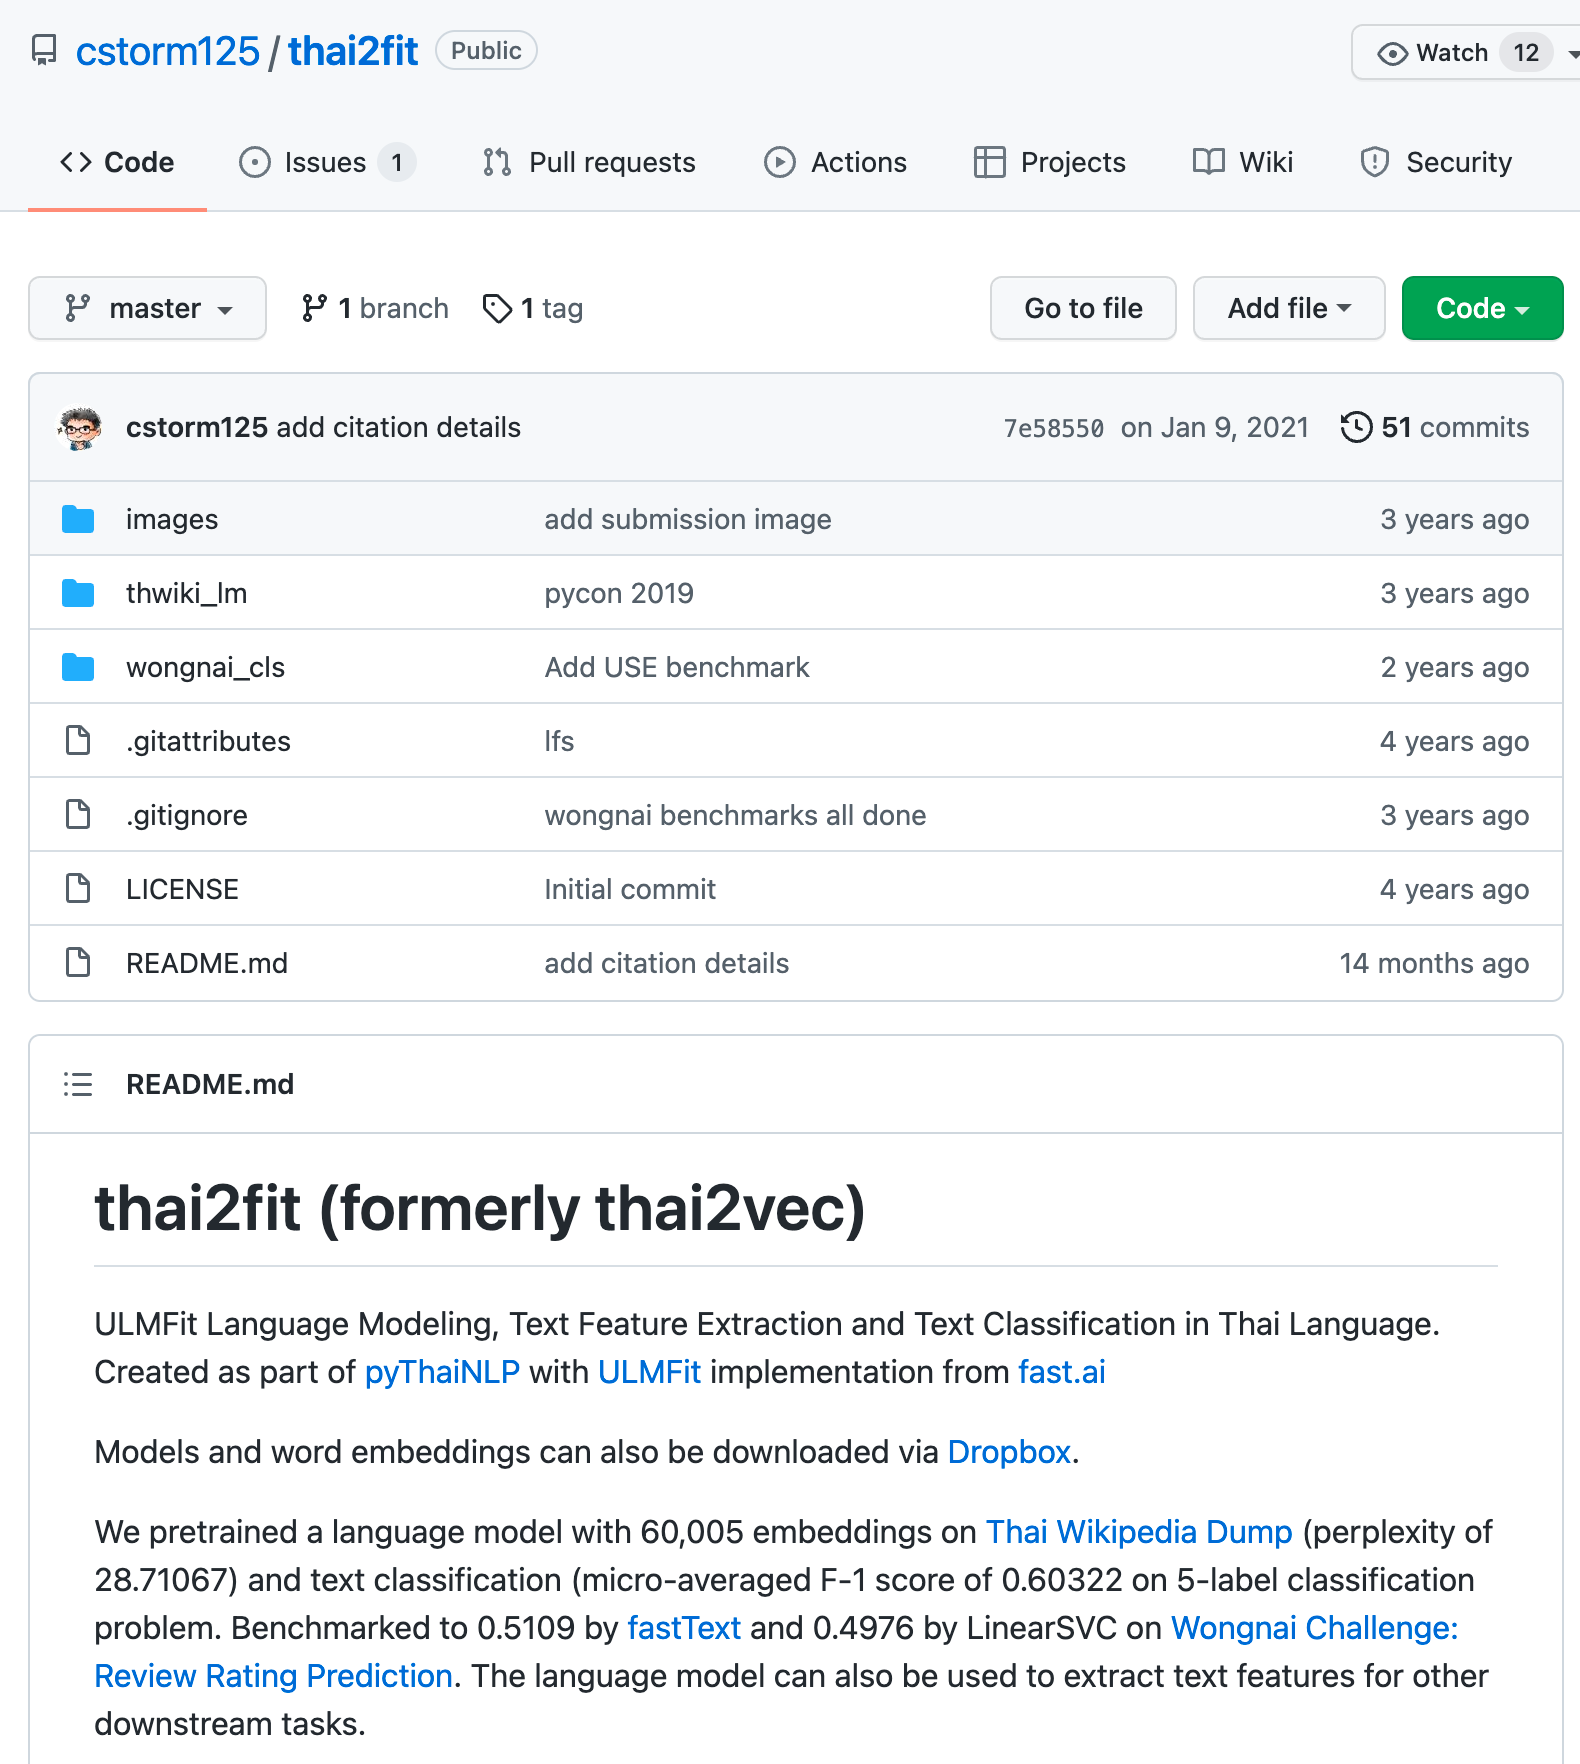 cstorm125 / thai2fit Public
Watch 12
Code Issues 1 Pull requests Actions Projects Wiki Security
master 1 branch 1 tag Go to file Add file Code
cstorm125 add citation details 7e58550 on Jan 9, 2021 51 commits
images add submission image 3 years ago
thwiki_lm pycon 2019 3 years ago
wongnai_cls Add USE benchmark 2 years ago
.gitattributes lfs 4 years ago
.gitignore wongnai benchmarks all done 3 years ago
LICENSE Initial commit 4 years ago
README.md add citation details 14 months ago
README.md
thai2fit (formerly thai2vec)
ULMFit Language Modeling, Text Feature Extraction and Text Classification in Thai Language.
Created as part of pyThaiNLP with ULMFit implementation from fast.ai
Models and word embeddings can also be downloaded via Dropbox.
We pretrained a language model with 60,005 embeddings on Thai Wikipedia Dump (perplexity of
28.71067) and text classification (micro-averaged F-1 score of 0.60322 on 5-label classification
problem. Benchmarked to 0.5109 by fastText and 0.4976 by LinearSVC on Wongnai Challenge:
Review Rating Prediction. The language model can also be used to extract text features for other
downstream tasks.